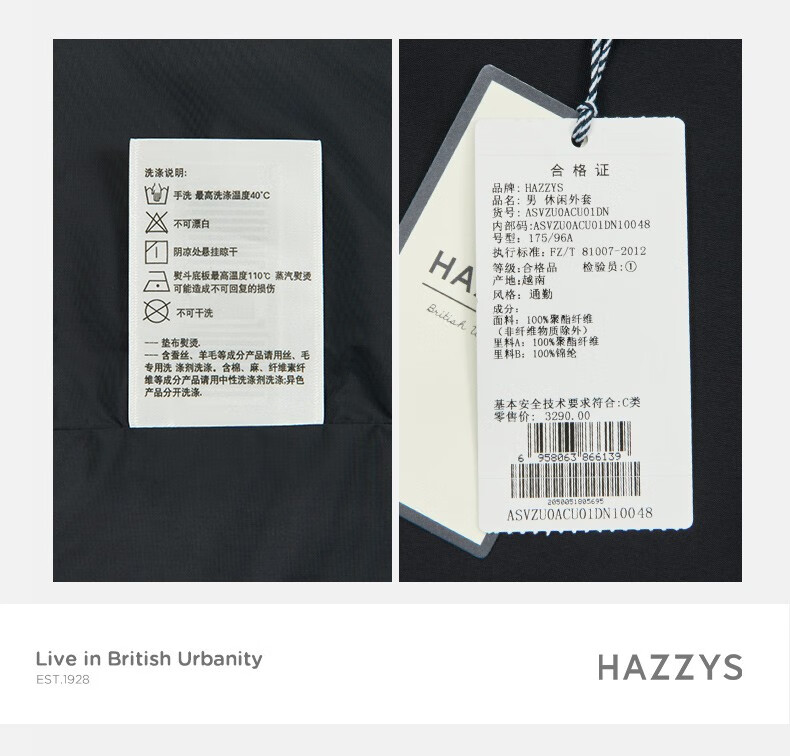 洗涤说明:
手洗 最高洗涤温度40℃
不可漂白
阴凉处悬挂晾干
熨斗底板最高温度110℃ 蒸汽熨烫
可能造成不可回复的损伤
不可干洗
— 垫布熨烫.
— 含蚕丝、羊毛等成分产品请用丝、毛
专用洗 涤剂洗涤。含棉、麻、纤维素纤
维等成分产品请用中性洗涤剂洗涤;异色
产品分开洗涤.
合格证
品牌: HAZZYS
品名: 男 休闲外套
货号: ASVZU0ACU01DN
内部码:ASVZU0ACU01DN10048
号型: 175/96A
执行标准:FZ/T 81007-2012
等级:合格品 检验员:①
产地:越南
风格: 通勤
成分:
面料: 100%聚酯纤维
(非纤维物质除外)
里料A: 100%聚酯纤维
里料B: 100%锦纶
基本安全技术要求符合:C类
零售价: 3290.00
6 958063 866139
2050051805695
ASVZU0ACU01DN10048
HA
British
Live in British Urbanity
EST.1928
HAZZYS